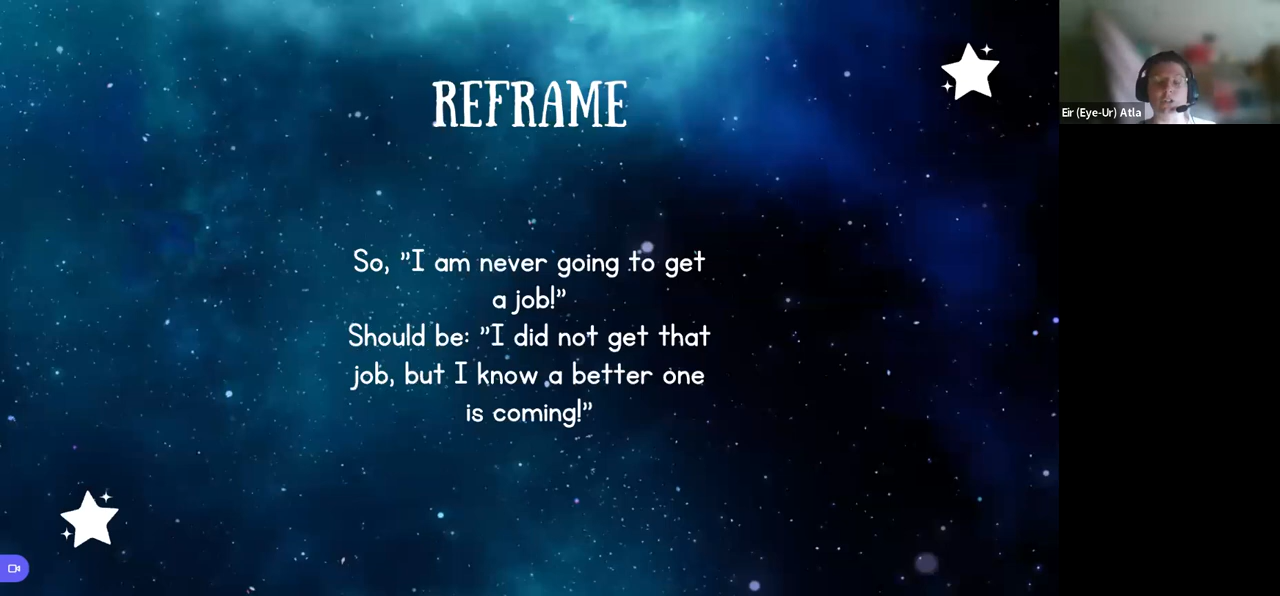 REFRAME
So, "I am never going to get
a job!"
Should be: "I did not get that
job, but I know a better one
is coming!"
Eir (Eye-Ur) Atla